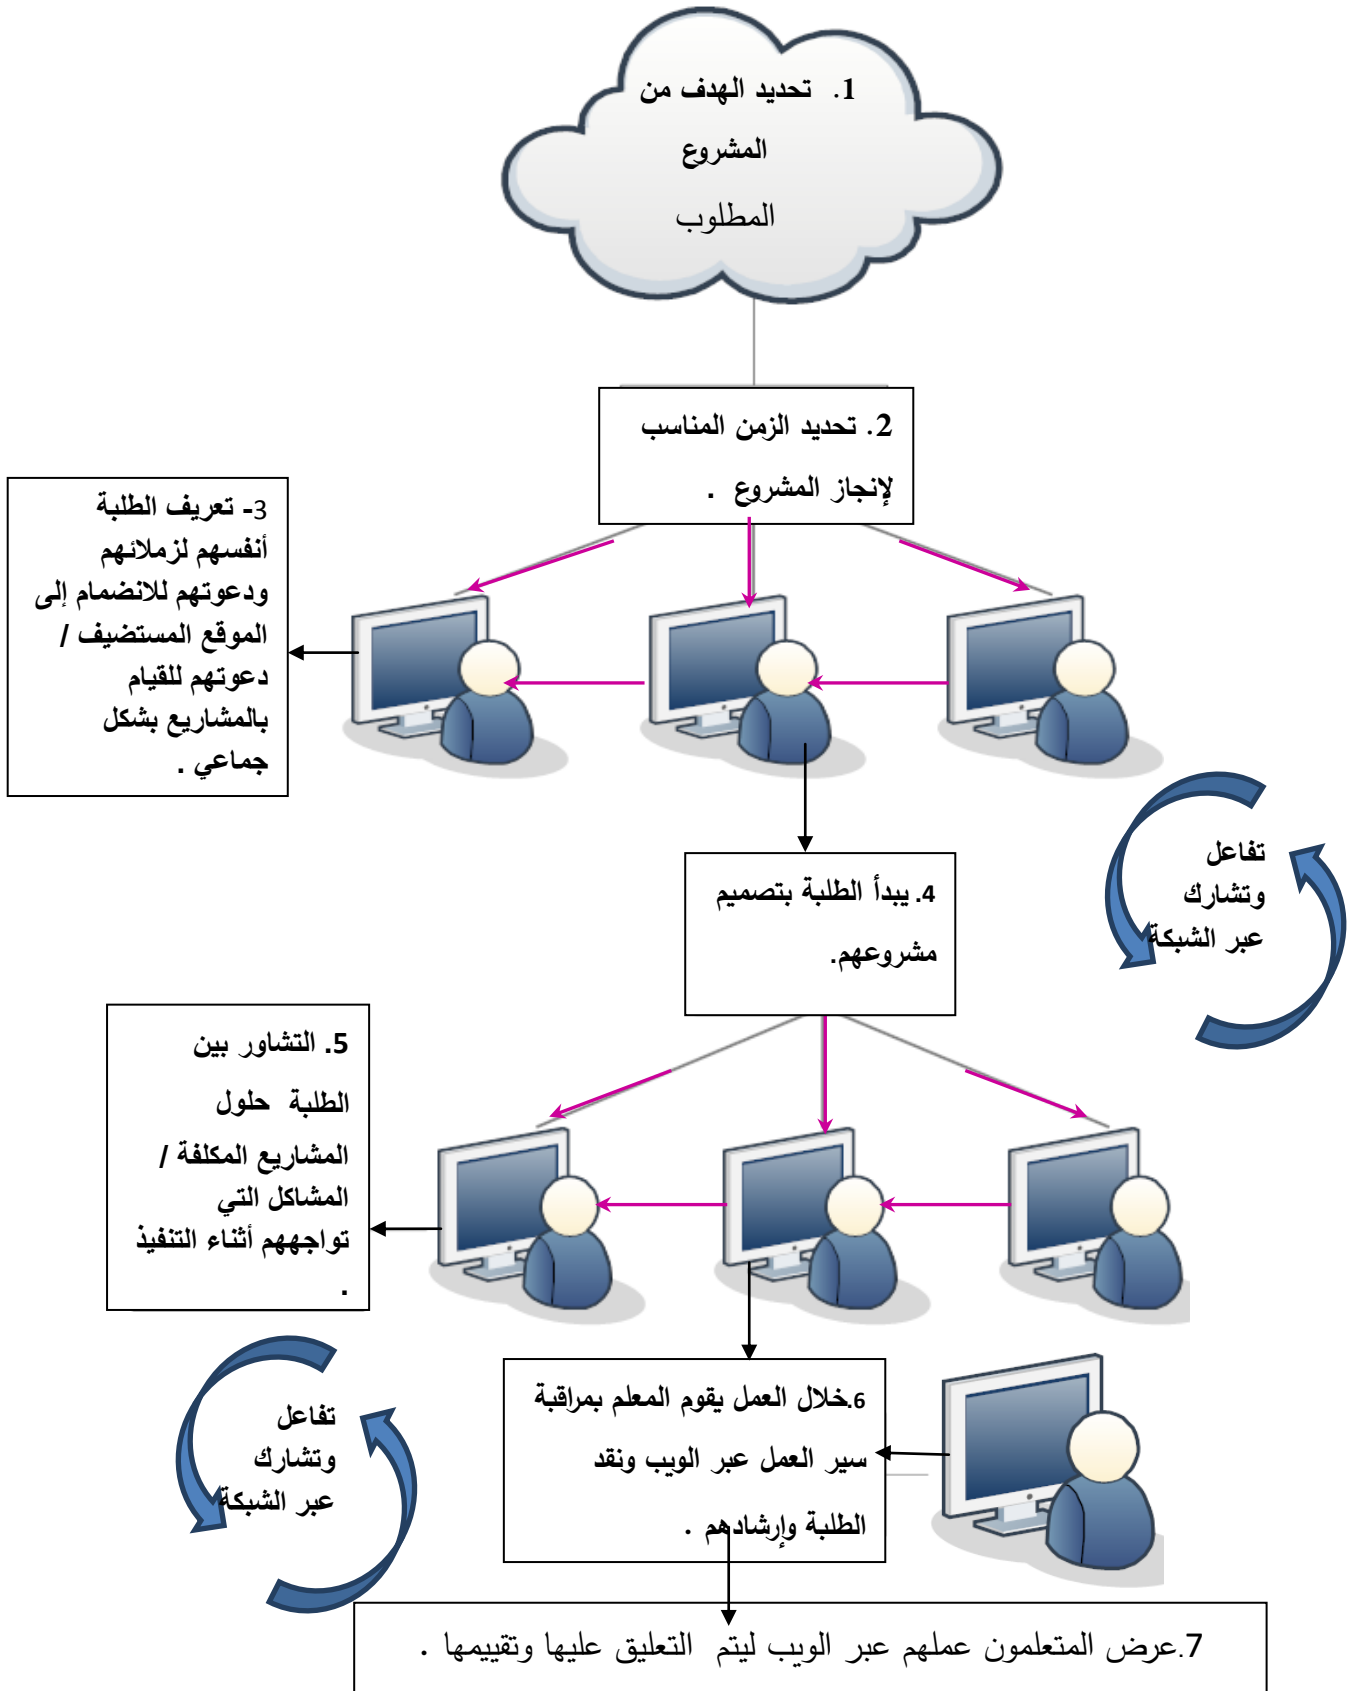 1. تحديد الهدف من
المشروع
المطلوب
2. تحديد الزمن المناسب
لإنجاز المشروع .
3- تعريف الطلبة
أنفسهم لزملائهم
ودعوتهم للانضمام إلى
الموقع المستضيف /
دعوتهم للقيام
بالمشاريع بشكل
جماعي .
تفاعل
وتشارك
عبر الشبكة
4. يبدأ الطلبة بتصميم
مشروعهم.
5. التشاور بين
الطلبة حلول
المشاريع المكلفة /
المشاكل التي
تواجههم أثناء التنفيذ
.
6.خلال العمل يقوم المعلم بمراقبة
سير العمل عبر الويب ونقد
الطلبة وإرشادهم .
تفاعل
وتشارك
عبر الشبكة
7.عرض المتعلمون عملهم عبر الويب ليتم التعليق عليها وتقييمها .